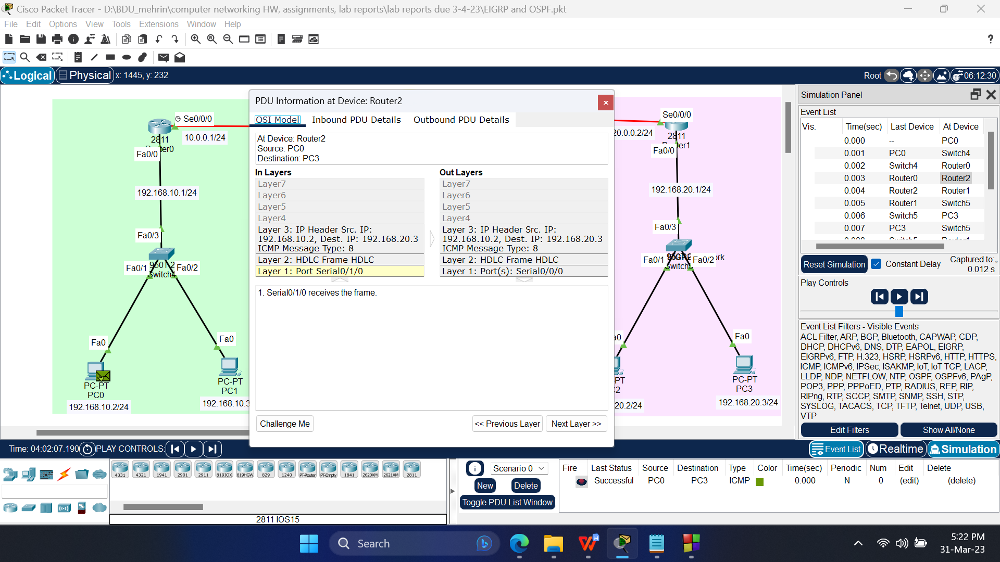 Cisco Packet Tracer - D:\BDU_mehrin\computer networking HW, assignments, lab reports\lab reports due 3-4-23\EIGRP and OSPF.pkt
File Edit Options View Tools Extensions Window Help
?
Logical Physical x: 1445, y: 232
Root 06:12:30
Se0/0/0
10.0.0.1/24
2811
Fa0/0
192.168.10.1/24
Fa0/3
Fa0/1 Fa0/2
Switch4
Fa0
Fa0
PC-PT
PC0
192.168.10.2/24
PC-PT
PC1
192.168.10.3
PDU Information at Device: Router2
OSI Model Inbound PDU Details Outbound PDU Details
At Device: Router2
Source: PC0
Destination: PC3
In Layers
Layer7
Layer6
Layer5
Layer4
Layer 3: IP Header Src. IP:
192.168.10.2, Dest. IP: 192.168.20.3
ICMP Message Type: 8
Layer 2: HDLC Frame HDLC
Layer 1: Port Serial0/1/0
Out Layers
Layer7
Layer6
Layer5
Layer4
Layer 3: IP Header Src. IP:
192.168.10.2, Dest. IP: 192.168.20.3
ICMP Message Type: 8
Layer 2: HDLC Frame HDLC
Layer 1: Port(s): Serial0/0/0
1. Serial0/1/0 receives the frame.
Challenge Me << Previous Layer Next Layer >>
Se0/0/0
20.0.0.2/24
2811
Fa0/0
192.168.20.1/24
Fa0/3
Fa0/1 Fa0/2
Switch5
Fa0
PC-PT
PC3
20.2/24
192.168.20.3/24
Simulation Panel
Event List
Vis. Time(sec) Last Device At Device
0.000 -- PC0
0.001 PC0 Switch4
0.002 Switch4 Router0
0.003 Router0 Router2
0.004 Router2 Router1
0.005 Router1 Switch5
0.006 Switch5 PC3
0.007 PC3 Switch5
Reset Simulation Constant Delay Captured to:
0.012 s
Play Controls
Event List Filters - Visible Events
ACL Filter, ARP, BGP, Bluetooth, CAPWAP, CDP,
DHCP, DHCPv6, DNS, DTP, EAPOL, EIGRP,
EIGRPv6, FTP, H.323, HSRP, HSRPv6, HTTP, HTTPS,
ICMP, ICMPv6, IPSec, ISAKMP, IoT, IoT TCP, LACP,
LLDP, NDP, NETFLOW, NTP, OSPF, OSPFv6, PAgP,
POP3, PPP, PPPoED, PTP, RADIUS, REP, RIP,
RIPng, RTP, SCCP, SMTP, SNMP, SSH, STP,
SYSLOG, TACACS, TCP, TFTP, Telnet, UDP, USB,
VTP
Edit Filters Show All/None
Time: 04:02:07.190 PLAY CONTROLS:
Event List Realtime Simulation
4331 4321 1941 2901 2911 819IOX 819HGW 829 1240 PT-Router PT-Empty 1841 2620XM 2621XM 2811
2811 IOS15
Scenario 0
New Delete
Toggle PDU List Window
Fire Last Status Source Destination Type Color Time(sec) Periodic Num Edit Delete
Successful PC0 PC3 ICMP 0.000 N 0 (edit) (delete)
Search
5:22 PM
31-Mar-23